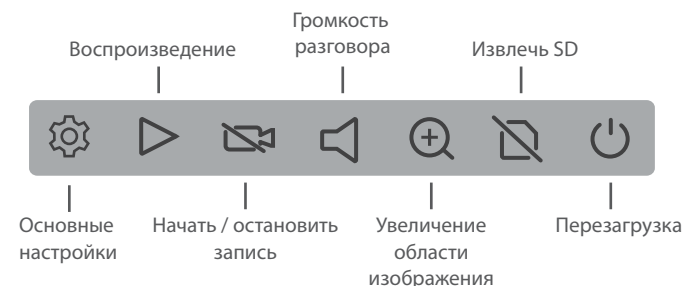 Громкость
разговора
Воспроизведение
Извлечь SD
Основные
настройки
Начать / остановить
запись
Увеличение
области
изображения
Перезагрузка